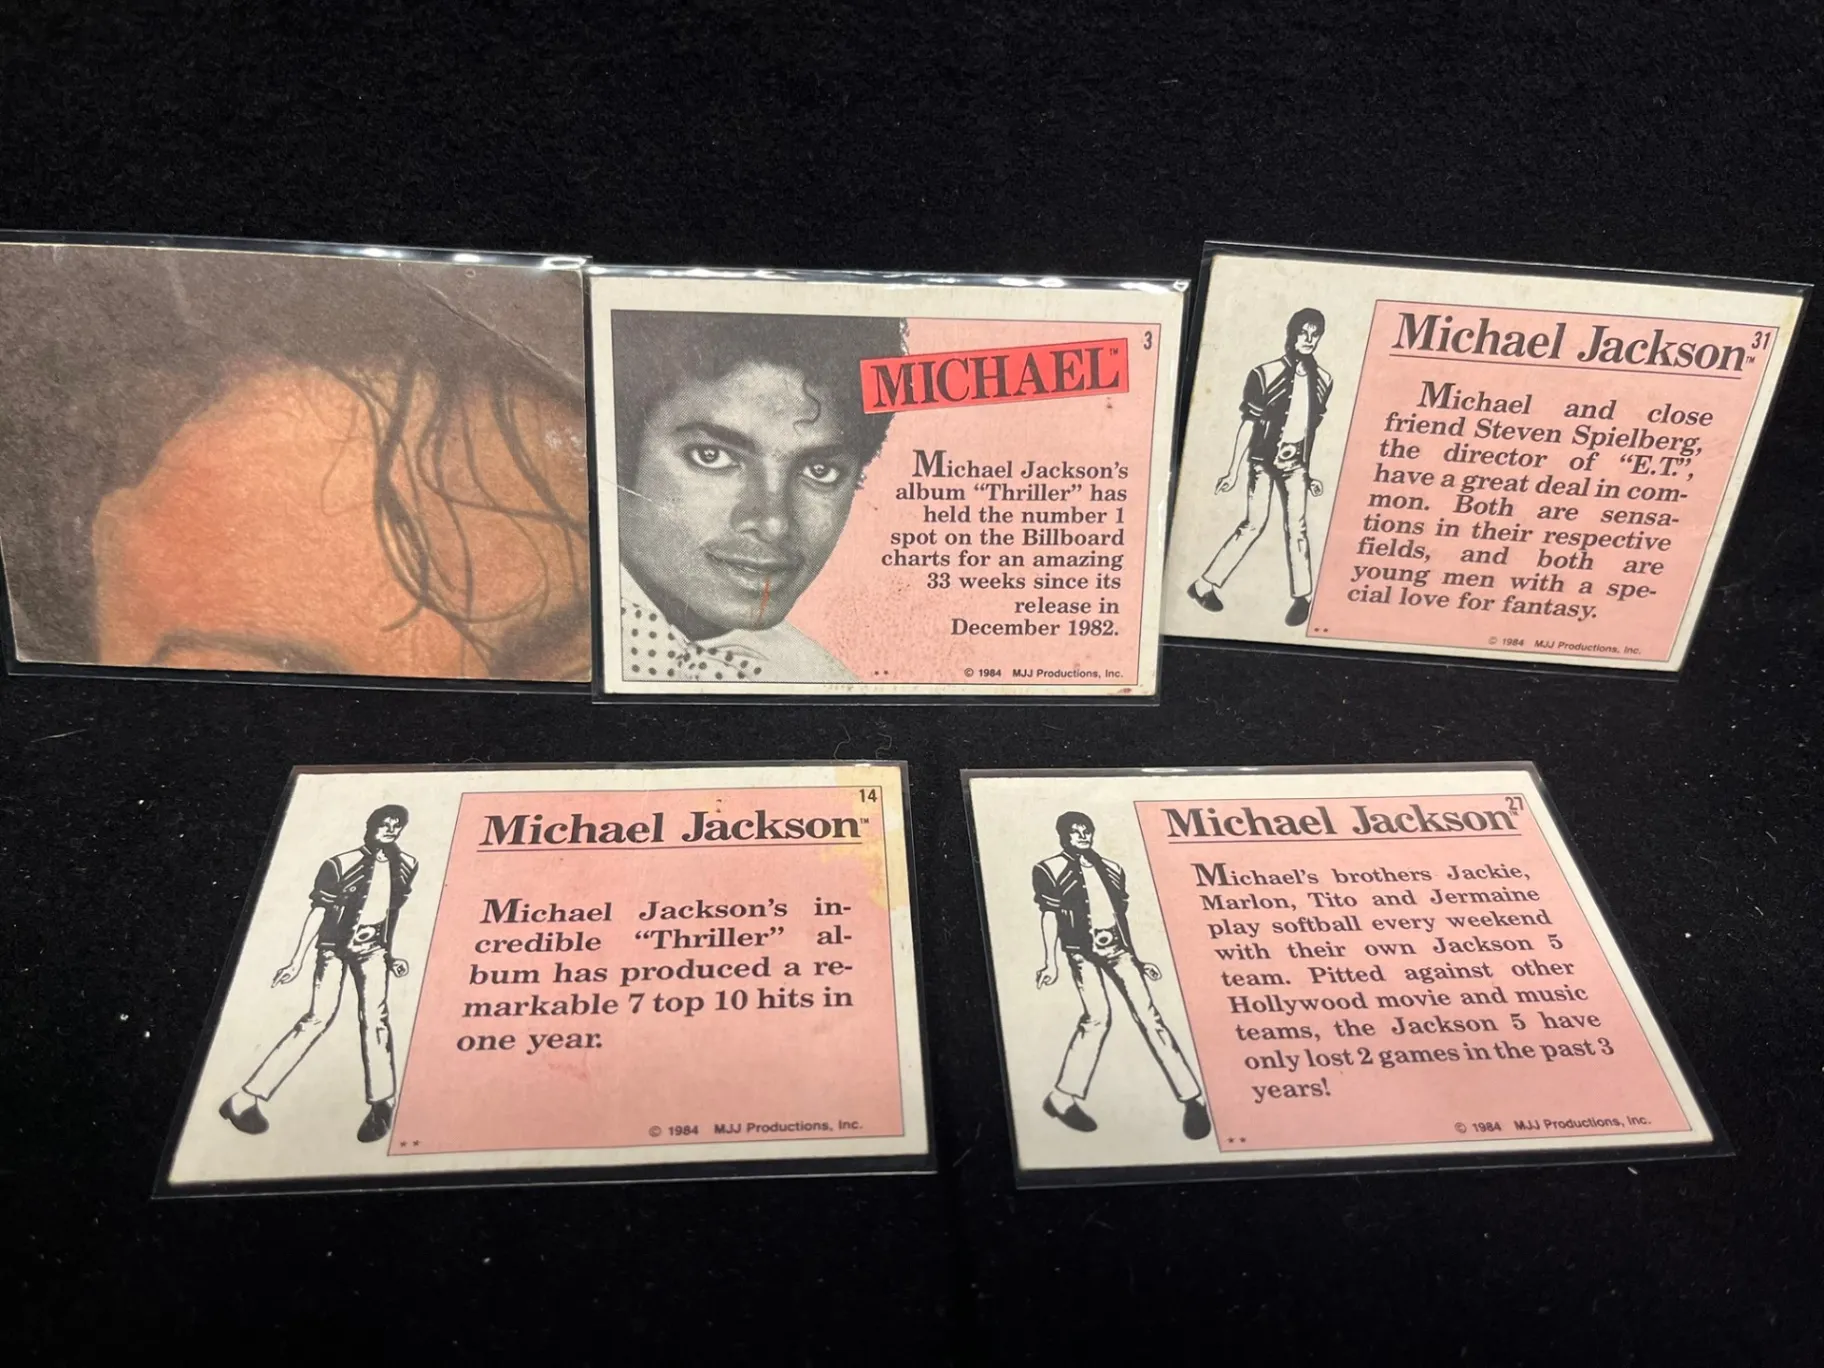 3
MICHAEL™
Michael Jackson's
album “Thriller” has
held the number 1
spot on the Billboard
charts for an amazing
33 weeks since its
release in
December 1982.
** © 1984 MJJ Productions, Inc.
31
Michael Jackson™
Michael and close
friend Steven Spielberg,
the director of “E.T.”,
have a great deal in com-
mon. Both are sensa-
tions in their respective
fields, and both are
young men with a spe-
cial love for fantasy.
** © 1984 MJJ Productions, Inc.
14
Michael Jackson™
Michael Jackson's in-
credible “Thriller” al-
bum has produced a re-
markable 7 top 10 hits in
one year.
** © 1984 MJJ Productions, Inc.
27
Michael Jackson™
Michael's brothers Jackie,
Marlon, Tito and Jermaine
play softball every weekend
with their own Jackson 5
team. Pitted against other
Hollywood movie and music
teams, the Jackson 5 have
only lost 2 games in the past 3
years!
** © 1984 MJJ Productions, Inc.